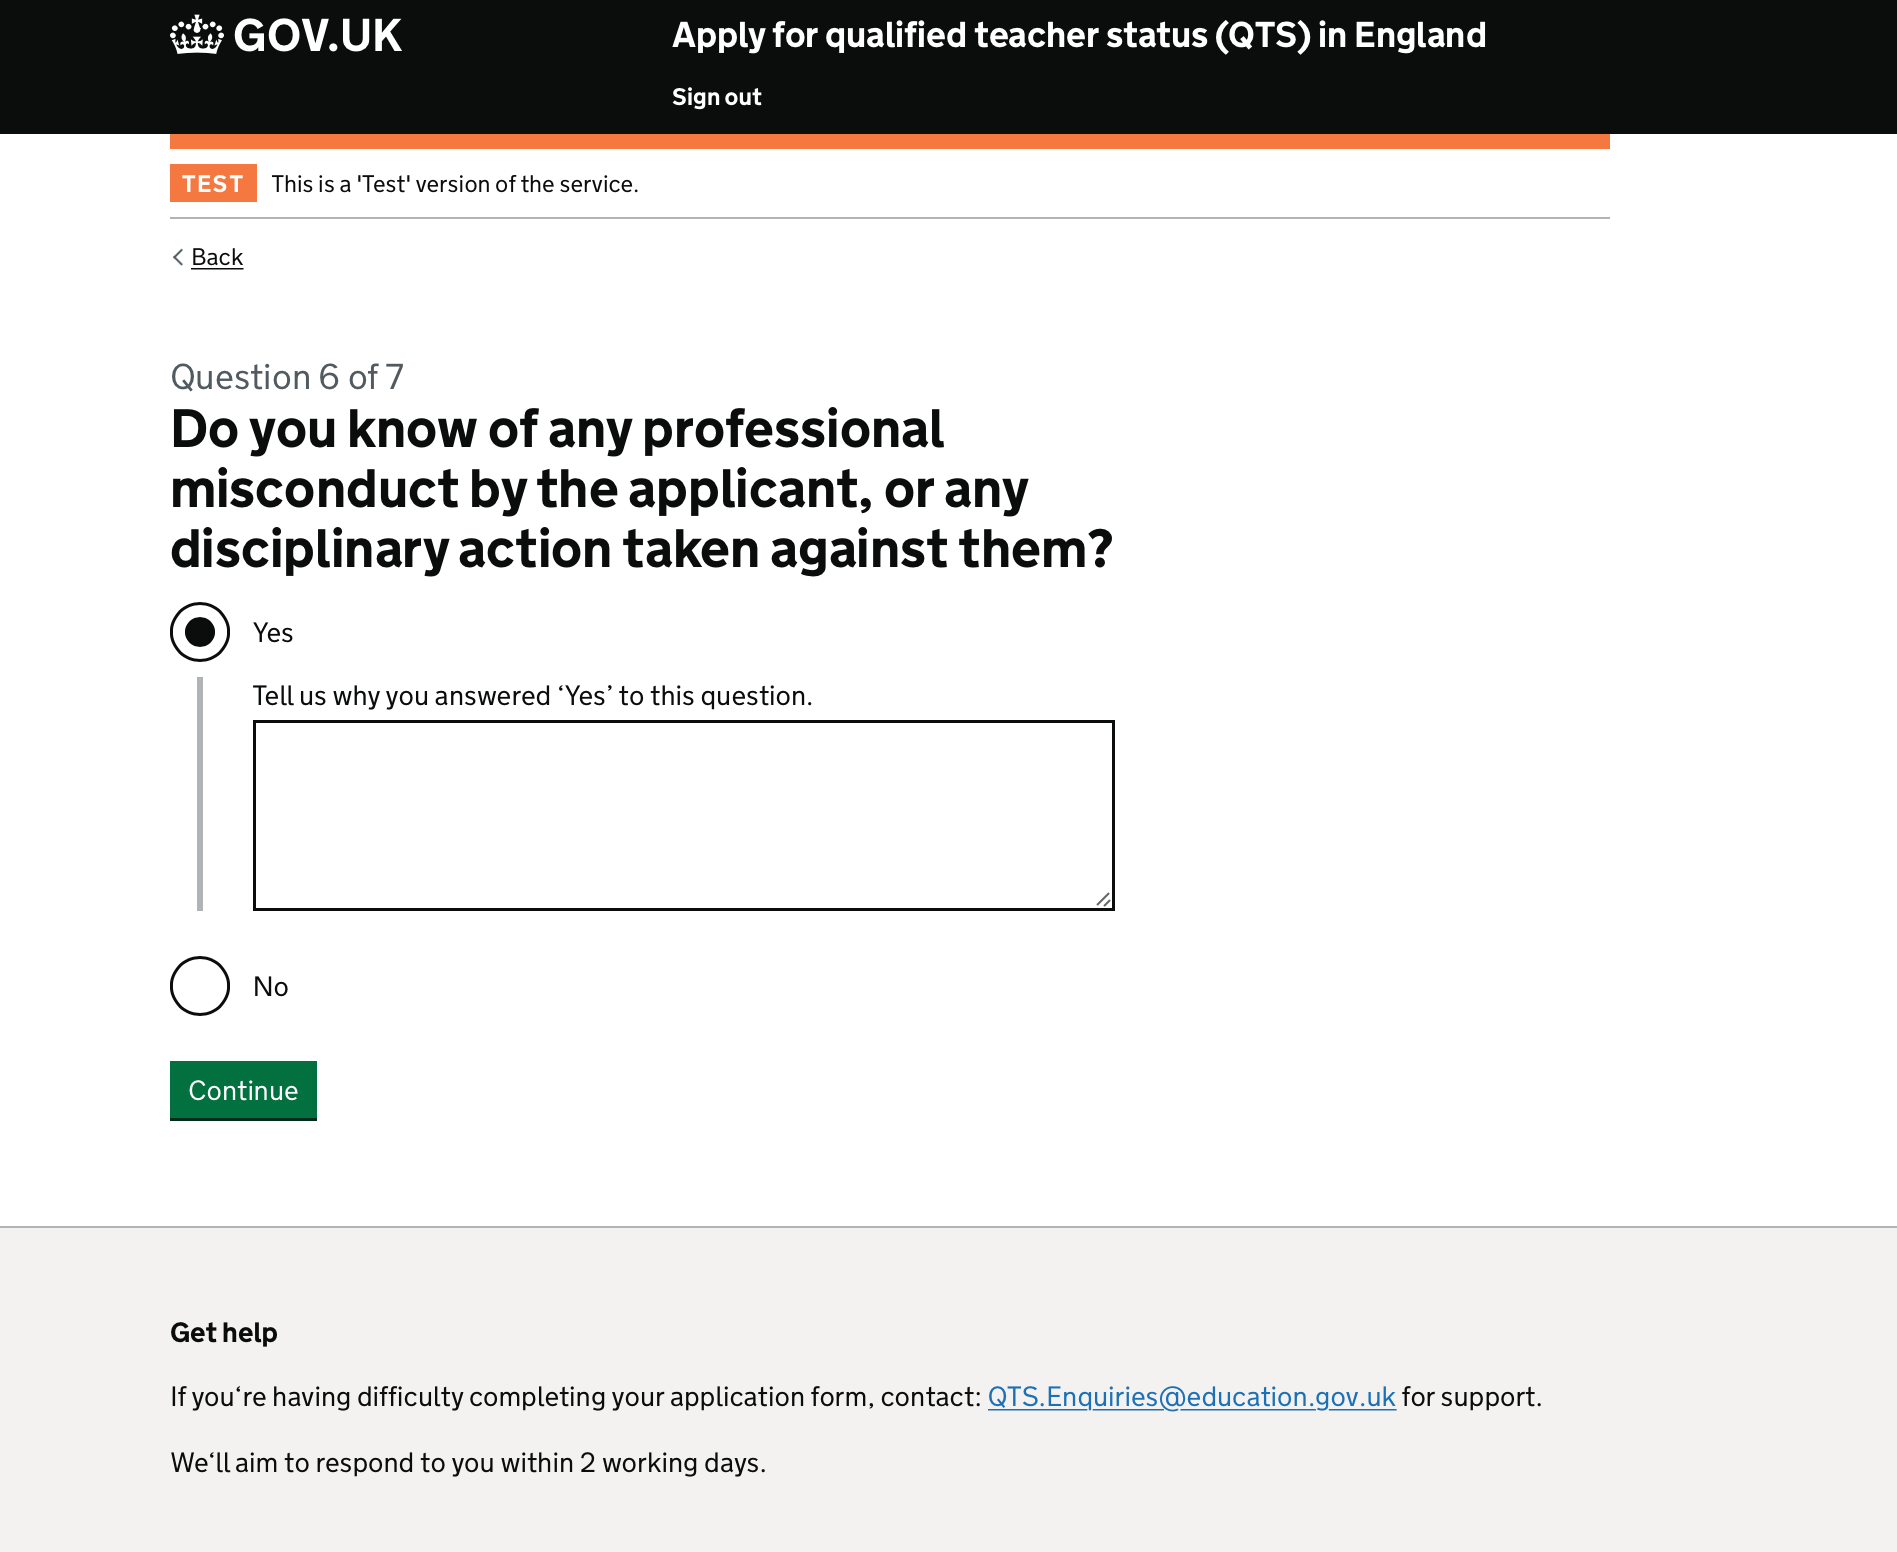 GOV.UK
Apply for qualified teacher status (QTS) in England
Sign out
TEST
This is a 'Test' version of the service.
Back
Question 6 of 7
Do you know of any professional
misconduct by the applicant, or any
disciplinary action taken against them?
Yes
Tell us why you answered ‘Yes’ to this question.
No
Continue
Get help
If you‘re having difficulty completing your application form, contact: QTS.Enquiries@education.gov.uk for support.
We‘ll aim to respond to you within 2 working days.